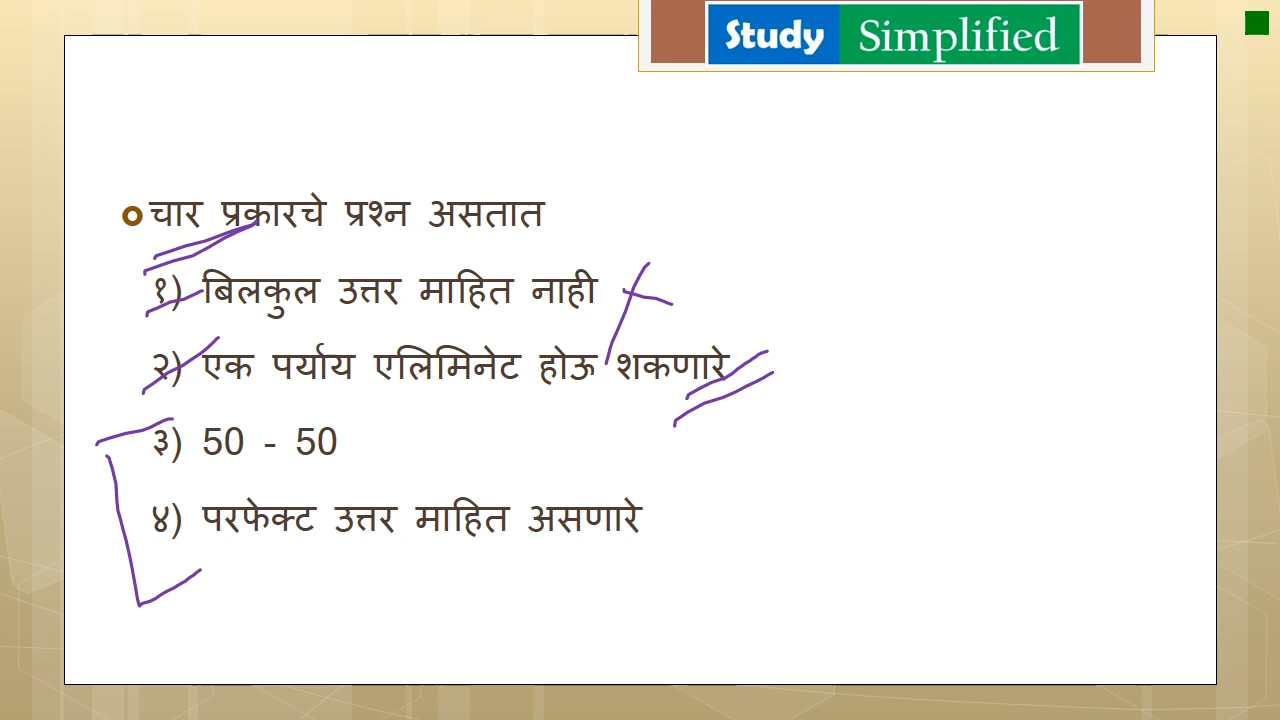 Study Simplified
चार प्रकारचे प्रश्न असतात
१) बिलकुल उत्तर माहित नाही
२) एक पर्याय एलिमिनेट होऊ शकणारे
३) 50 - 50
४) परफेक्ट उत्तर माहित असणारे